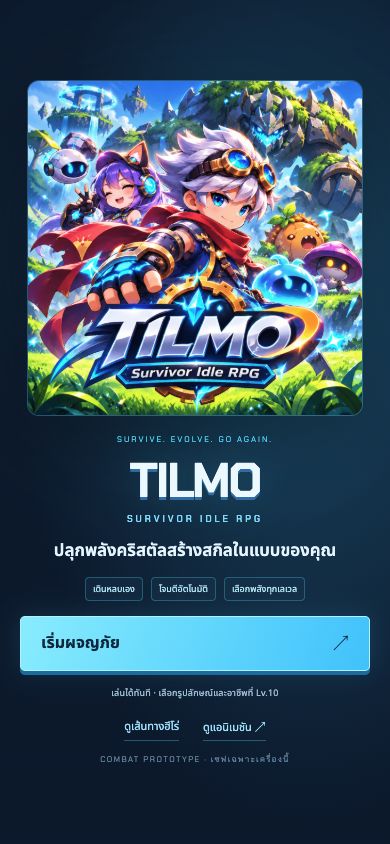 TILMO
Survivor Idle RPG
SURVIVE. EVOLVE. GO AGAIN.
TILMO
SURVIVOR IDLE RPG
ปลุกพลังคริสตัลสร้างสกิลในแบบของคุณ
เดินหลบเอง โจมตีอัตโนมัติ เลือกพลังทุกเลเวล
เริ่มผจญภัย ↗
เล่นได้ทันที · เลือกรูปลักษณ์และอาชีพที่ Lv.10
ดูเส้นทางฮีโร่ ดูแอนิเมชัน ↗
COMBAT PROTOTYPE · เซฟเฉพาะเครื่องนี้